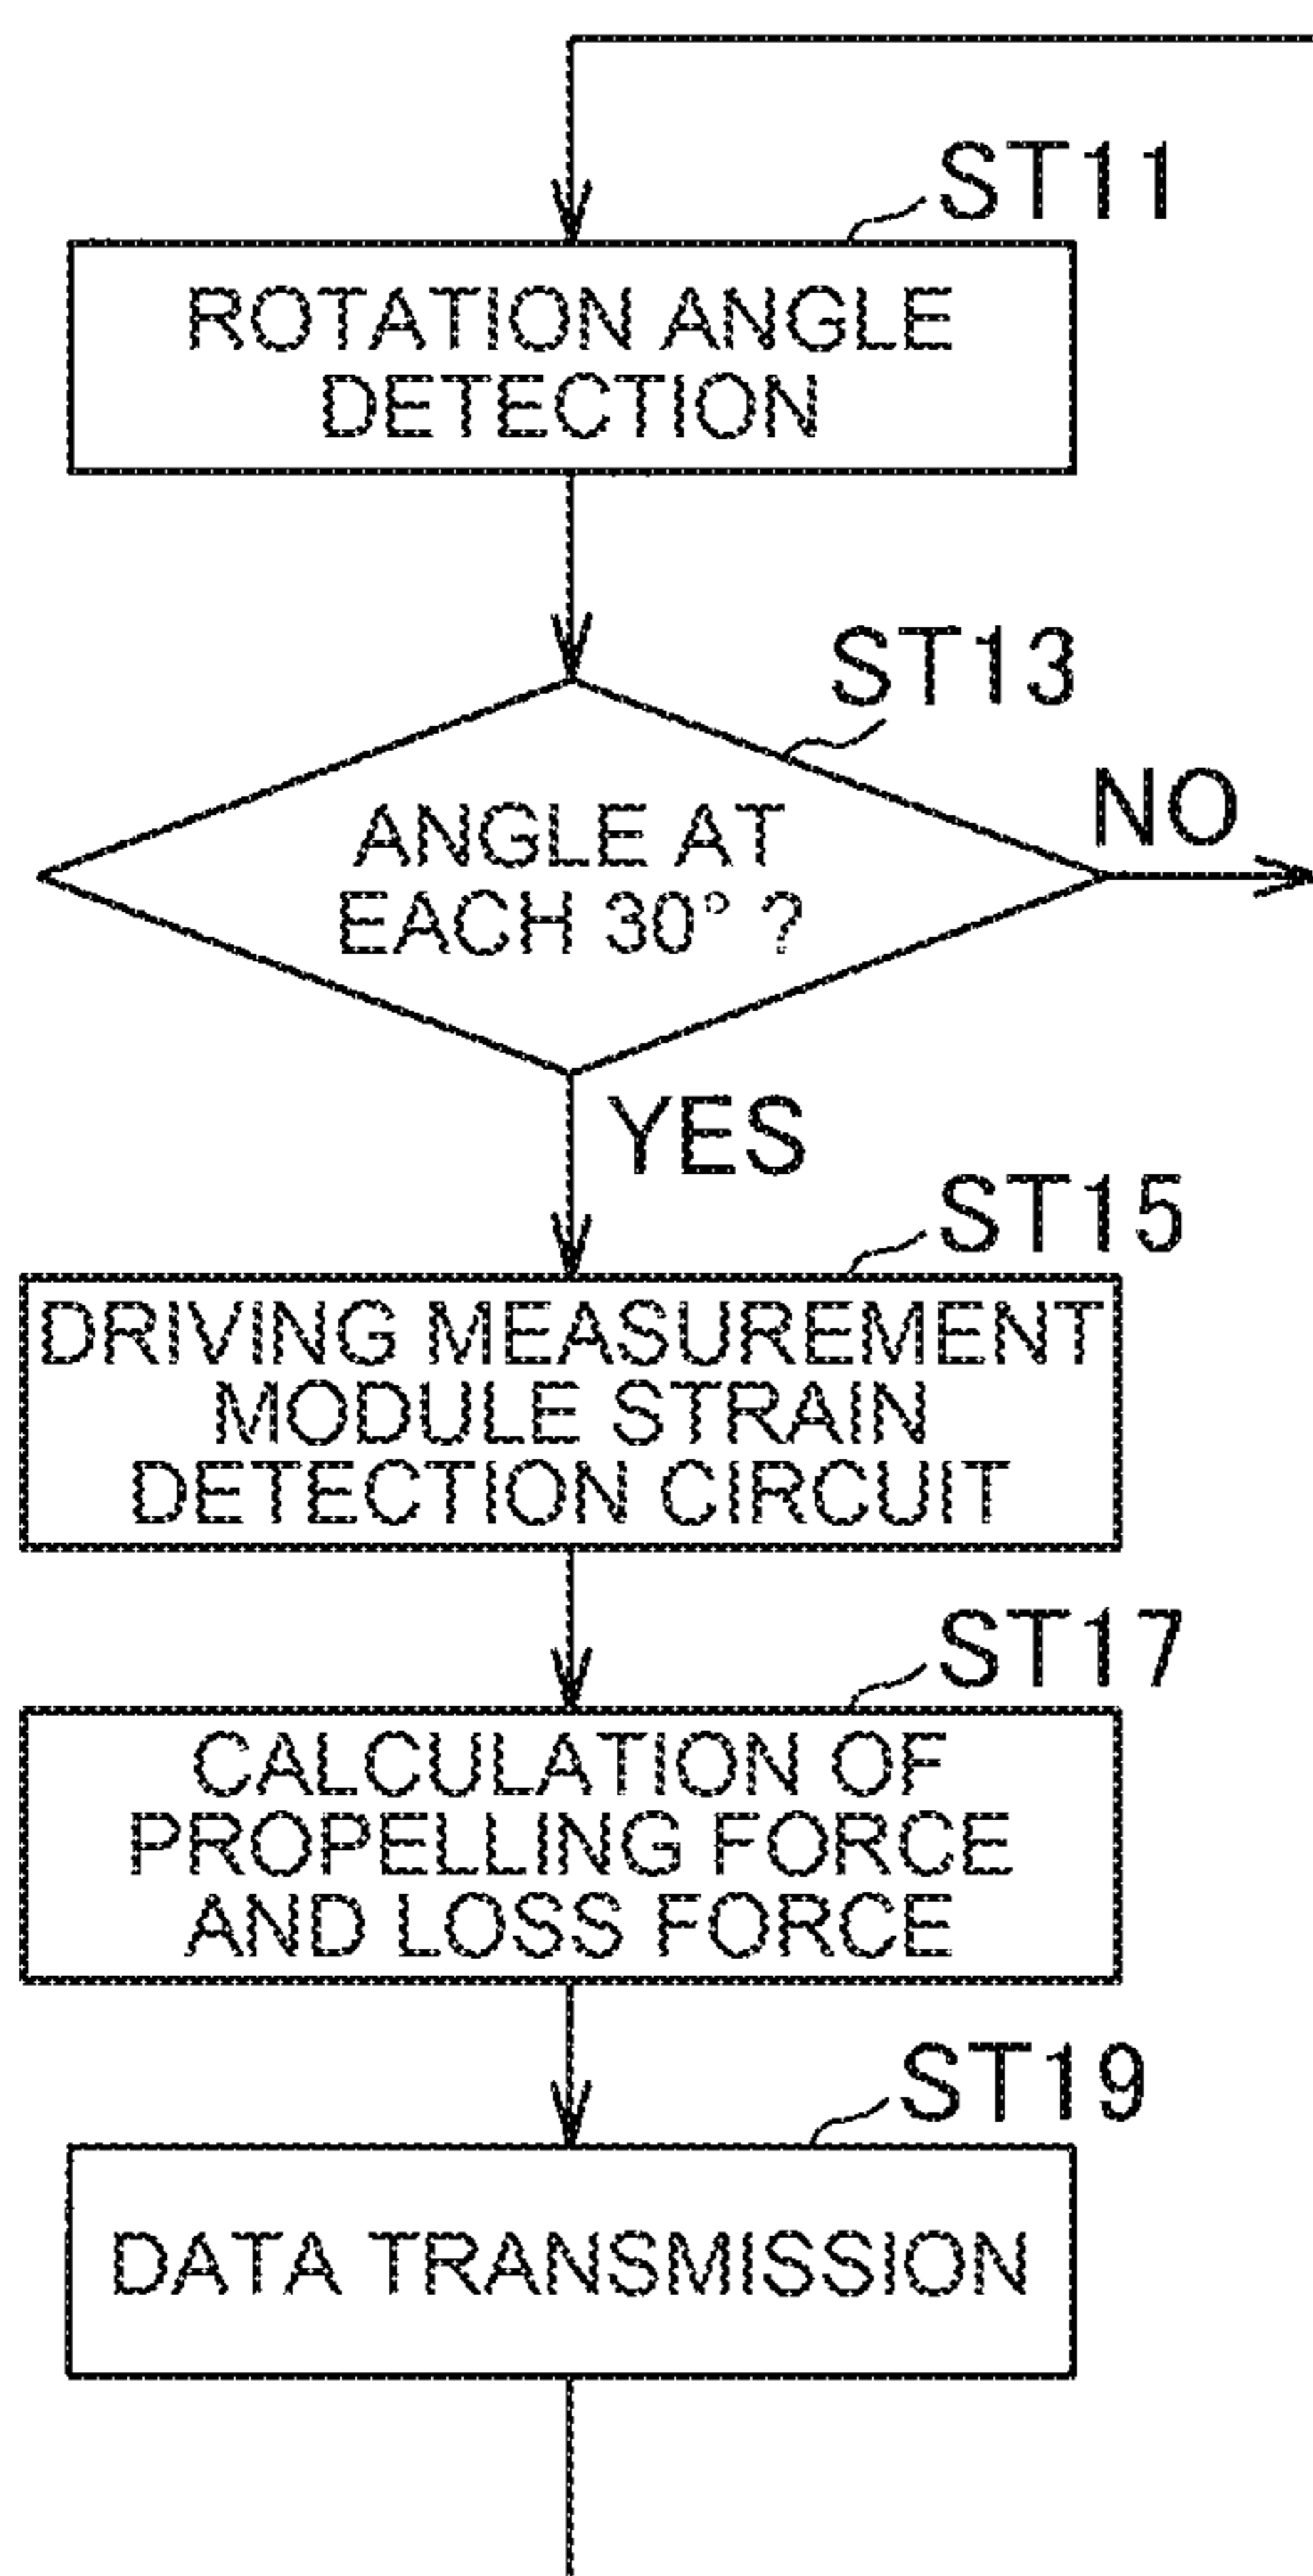 ST11
ROTATION ANGLE
DETECTION
ST13
ANGLE AT
EACH 30° ?
NO
YES
ST15
DRIVING MEASUREMENT
MODULE STRAIN
DETECTION CIRCUIT
ST17
CALCULATION OF
PROPELLING FORCE
AND LOSS FORCE
ST19
DATA TRANSMISSION